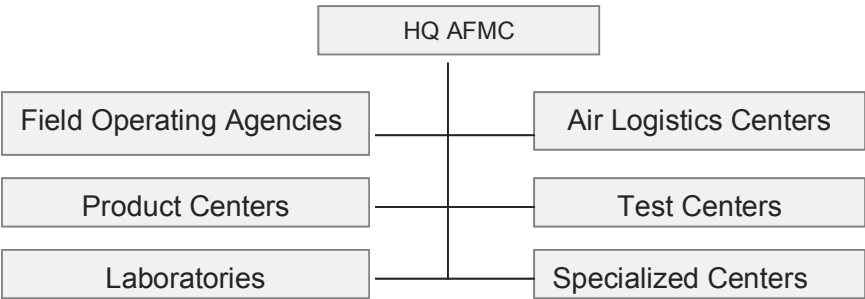 HQ AFMC
Field Operating Agencies
Air Logistics Centers
Product Centers
Test Centers
Laboratories
Specialized Centers